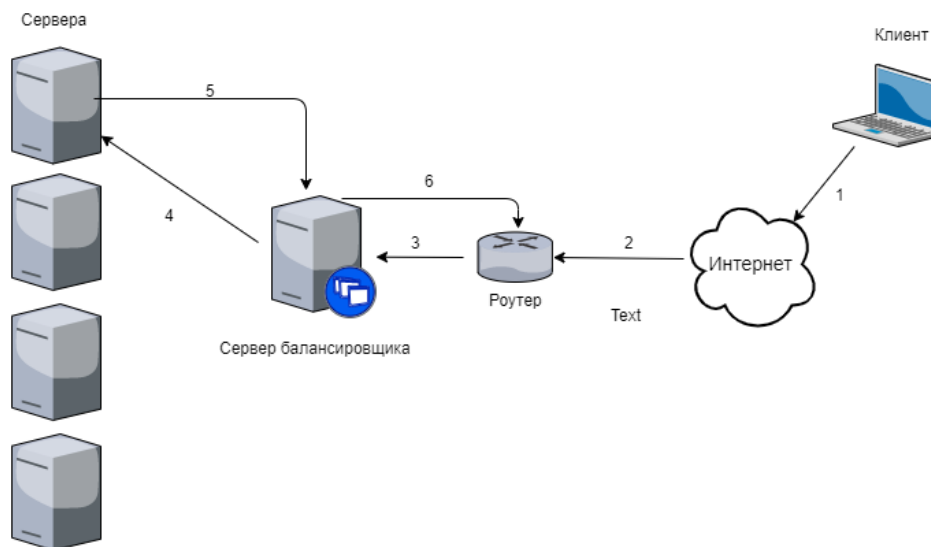 Сервера
Клиент
5
6
4
3
2
1
Интернет
Роутер
Text
Сервер балансировщика